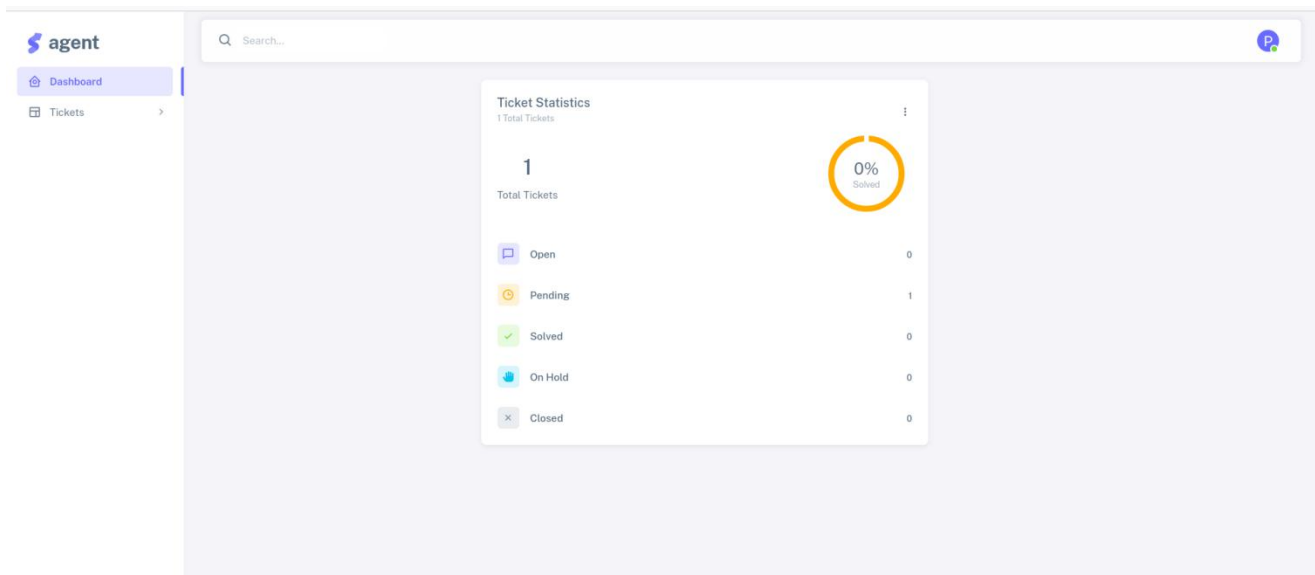 agent
Search...
P
Dashboard
Tickets
Ticket Statistics
1 Total Tickets
1
Total Tickets
0%
Solved
Open 0
Pending 1
Solved 0
On Hold 0
Closed 0